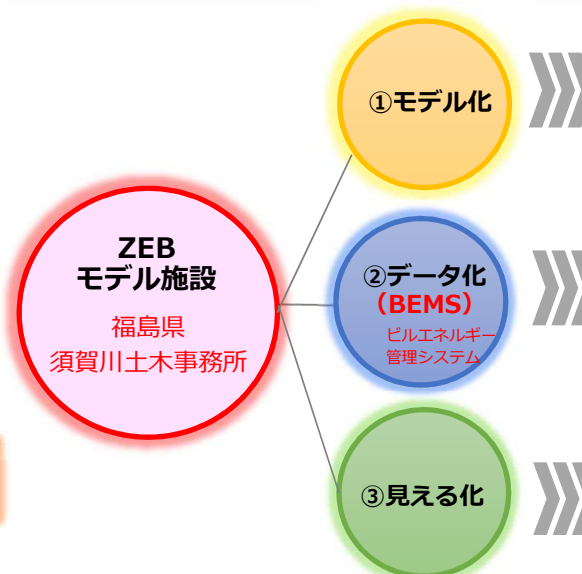 ZEB
モデル施設
福島県
須賀川土木事務所
①モデル化
②データ化
（BEMS）
ビルエネルギー
管理システム
③見える化